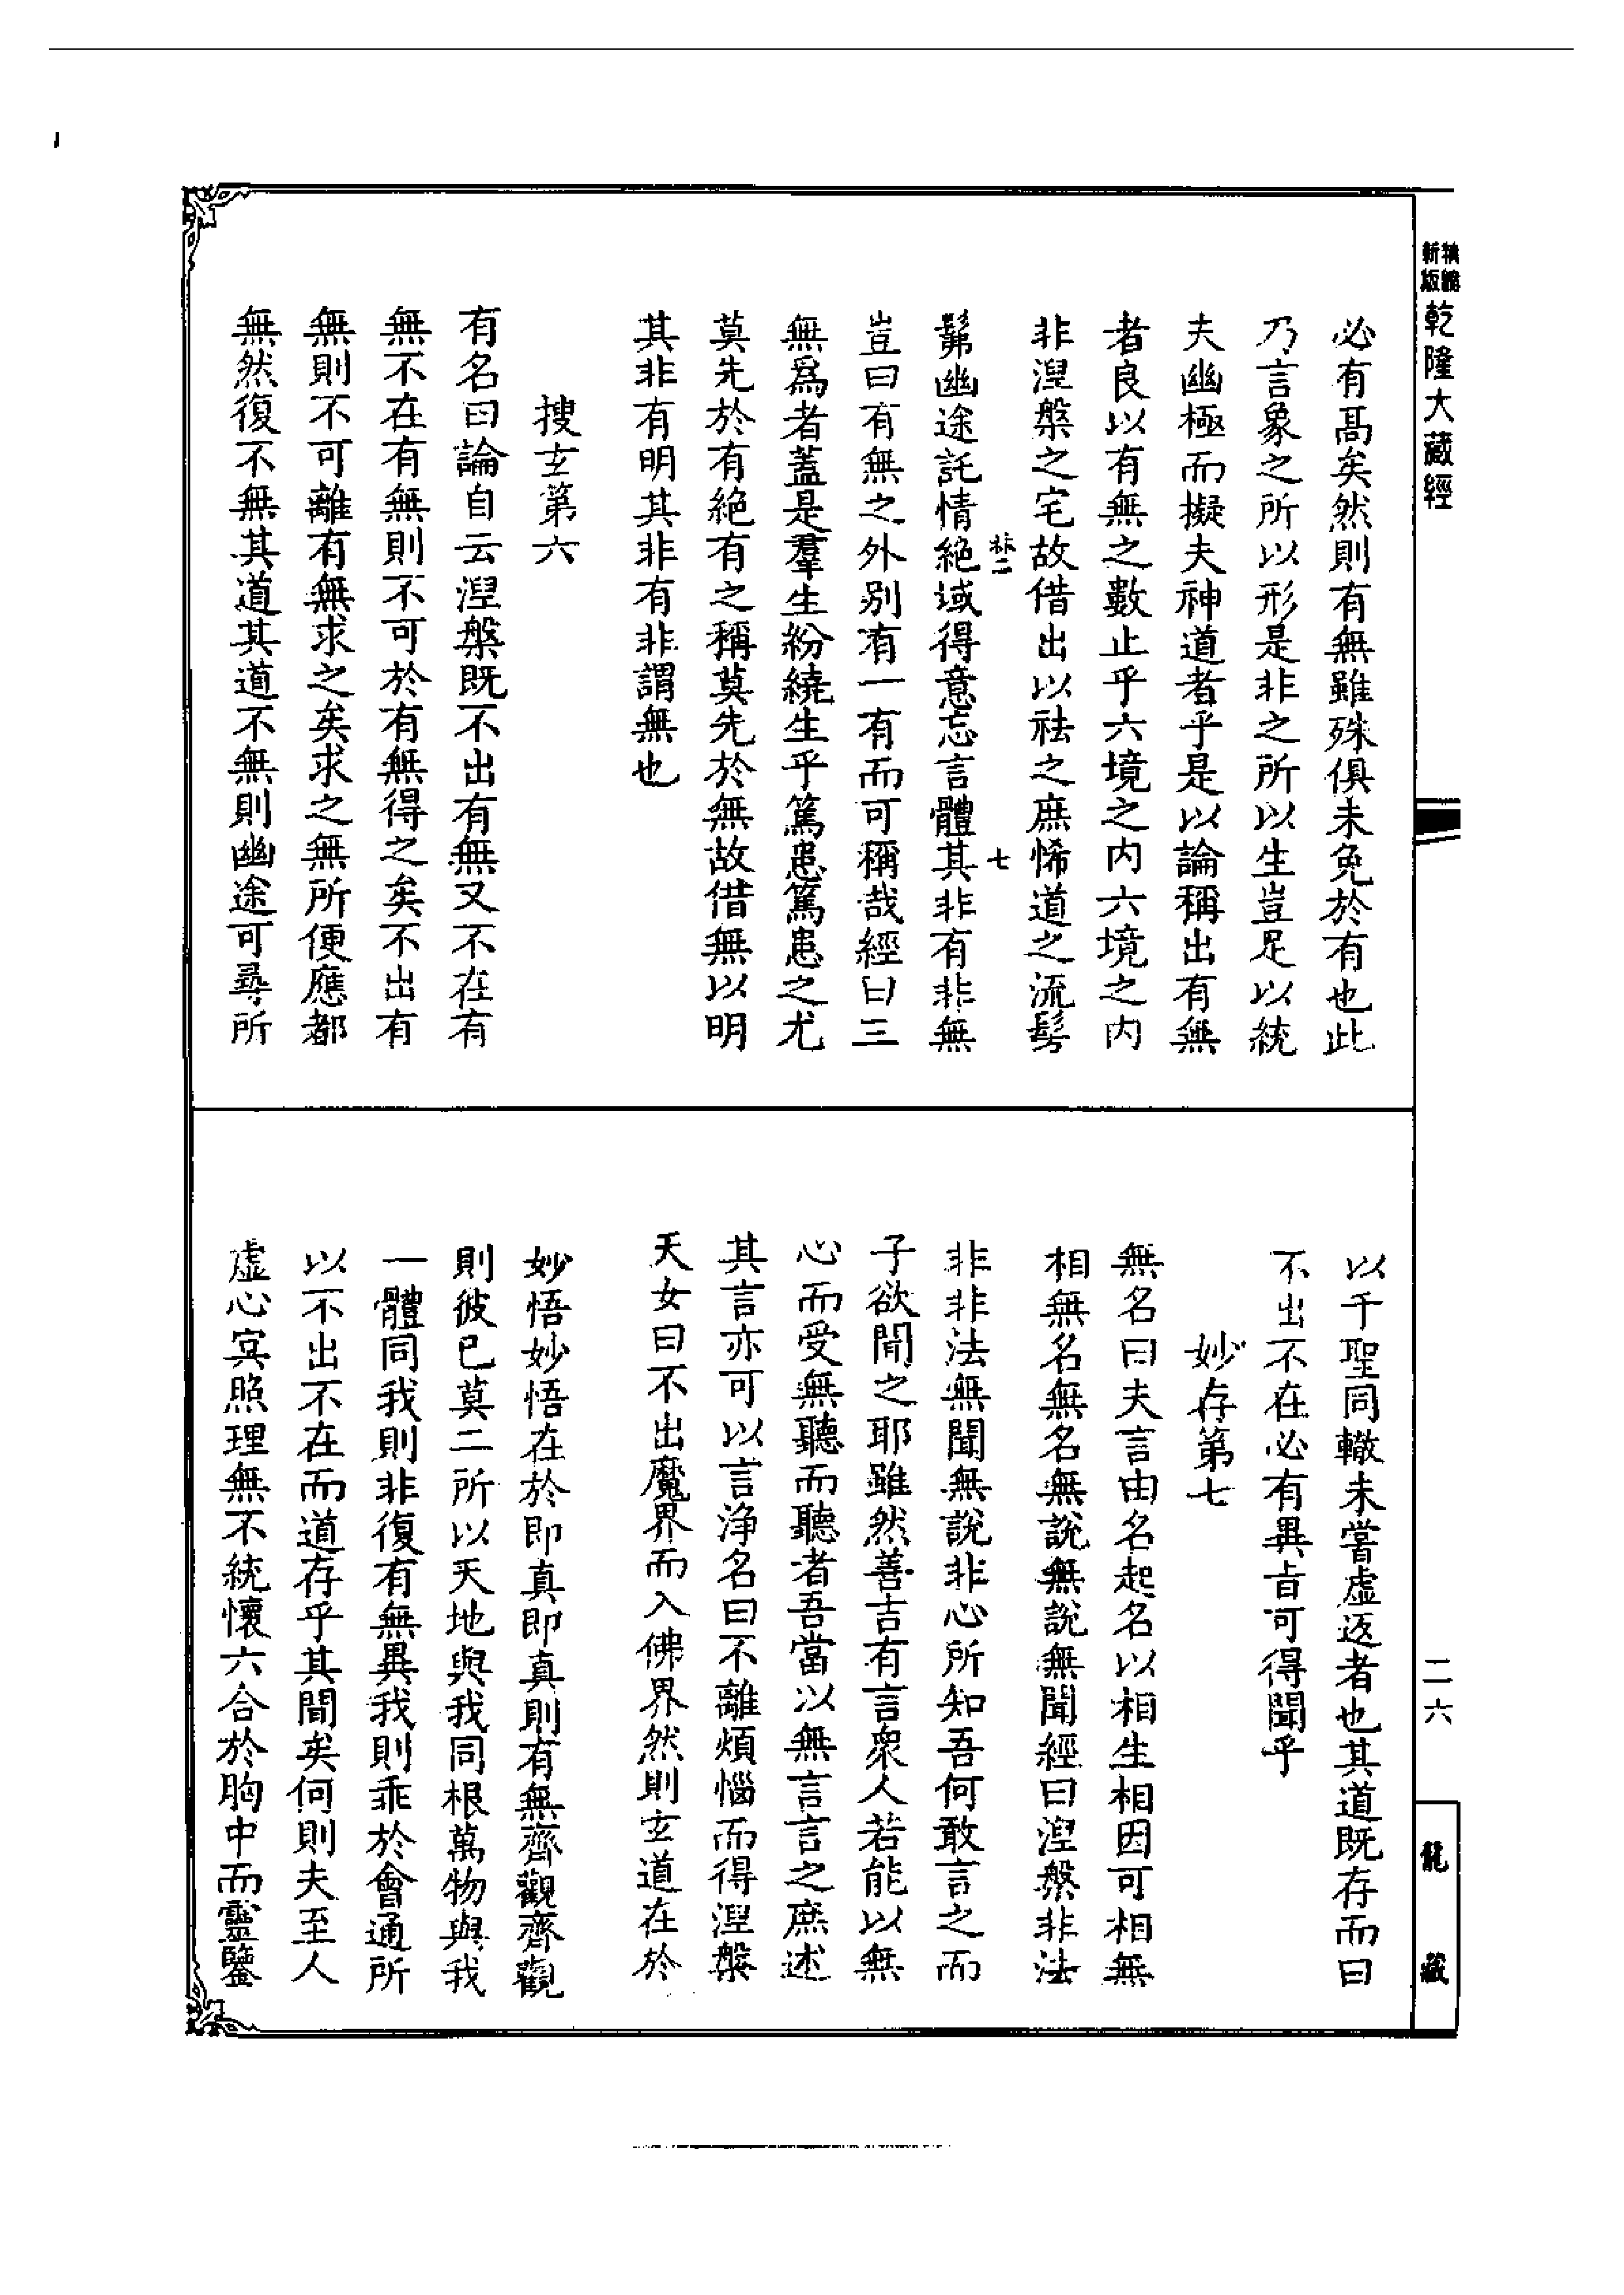 精縮
新版
乾隆大藏經
必有髙矣然則有無雖殊俱未免於有也此
乃言象之所以形是非之所以生豈足以統
夫幽極而擬夫神道者乎是以論稱出有無
者良以有無之數止乎六境之内六境之内
非湼槃之宅故借出以祛之庶悕道之流髣
林二
七
髴幽途託情絶域得意忘言體其非有非無
豈曰有無之外別有一有而可稱哉經曰三
無爲者蓋是羣生紛繞生乎篤患篤患之尤
莫先於有絶有之稱莫先於無故借無以明
其非有明其非有非謂無也
搜玄第六
有名曰論自云湼槃既不出有無又不在有
無不在有無則不可於有無得之矣不出有
無則不可離有無求之矣求之無所便應都
無然復不無其道其道不無則幽途可尋所
以千聖同轍未嘗虚返者也其道既存而曰
不出不在必有異旨可得聞乎
妙存第七
無名曰夫言由名起名以相生相因可相無
相無名無名無說無說無聞經曰湼槃非法
非非法無聞無說非心所知吾何敢言之而
子欲聞之耶雖然善吉有言衆人若能以無
心而受無聽而聽者吾當以無言言之庶述
其言亦可以言淨名曰不離煩惱而得湼槃
天女曰不出魔界而入佛界然則玄道在於
妙悟妙悟在於即真即真則有無齊觀齊觀
則彼已莫二所以天地與我同根萬物與我
一體同我則非復有無異我則乖於會通所
以不出不在而道存乎其間矣何則夫至人
虚心冥照理無不統懷六合於胸中而靈鑒
二六
龍藏